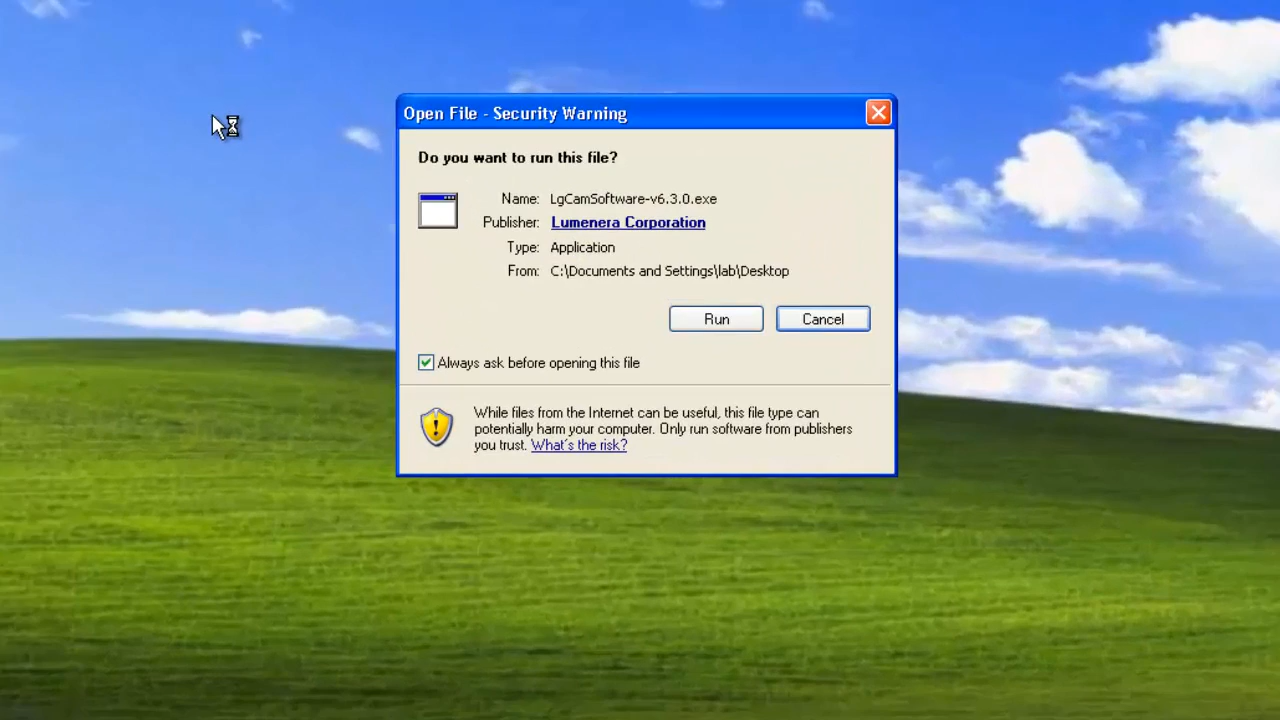 Open File - Security Warning
Do you want to run this file?
Name: LgCamSoftware-v6.3.0.exe
Publisher: Lumenera Corporation
Type: Application
From: C:\Documents and Settings\lab\Desktop
Run Cancel
Always ask before opening this file
While files from the Internet can be useful, this file type can
potentially harm your computer. Only run software from publishers
you trust. What's the risk?